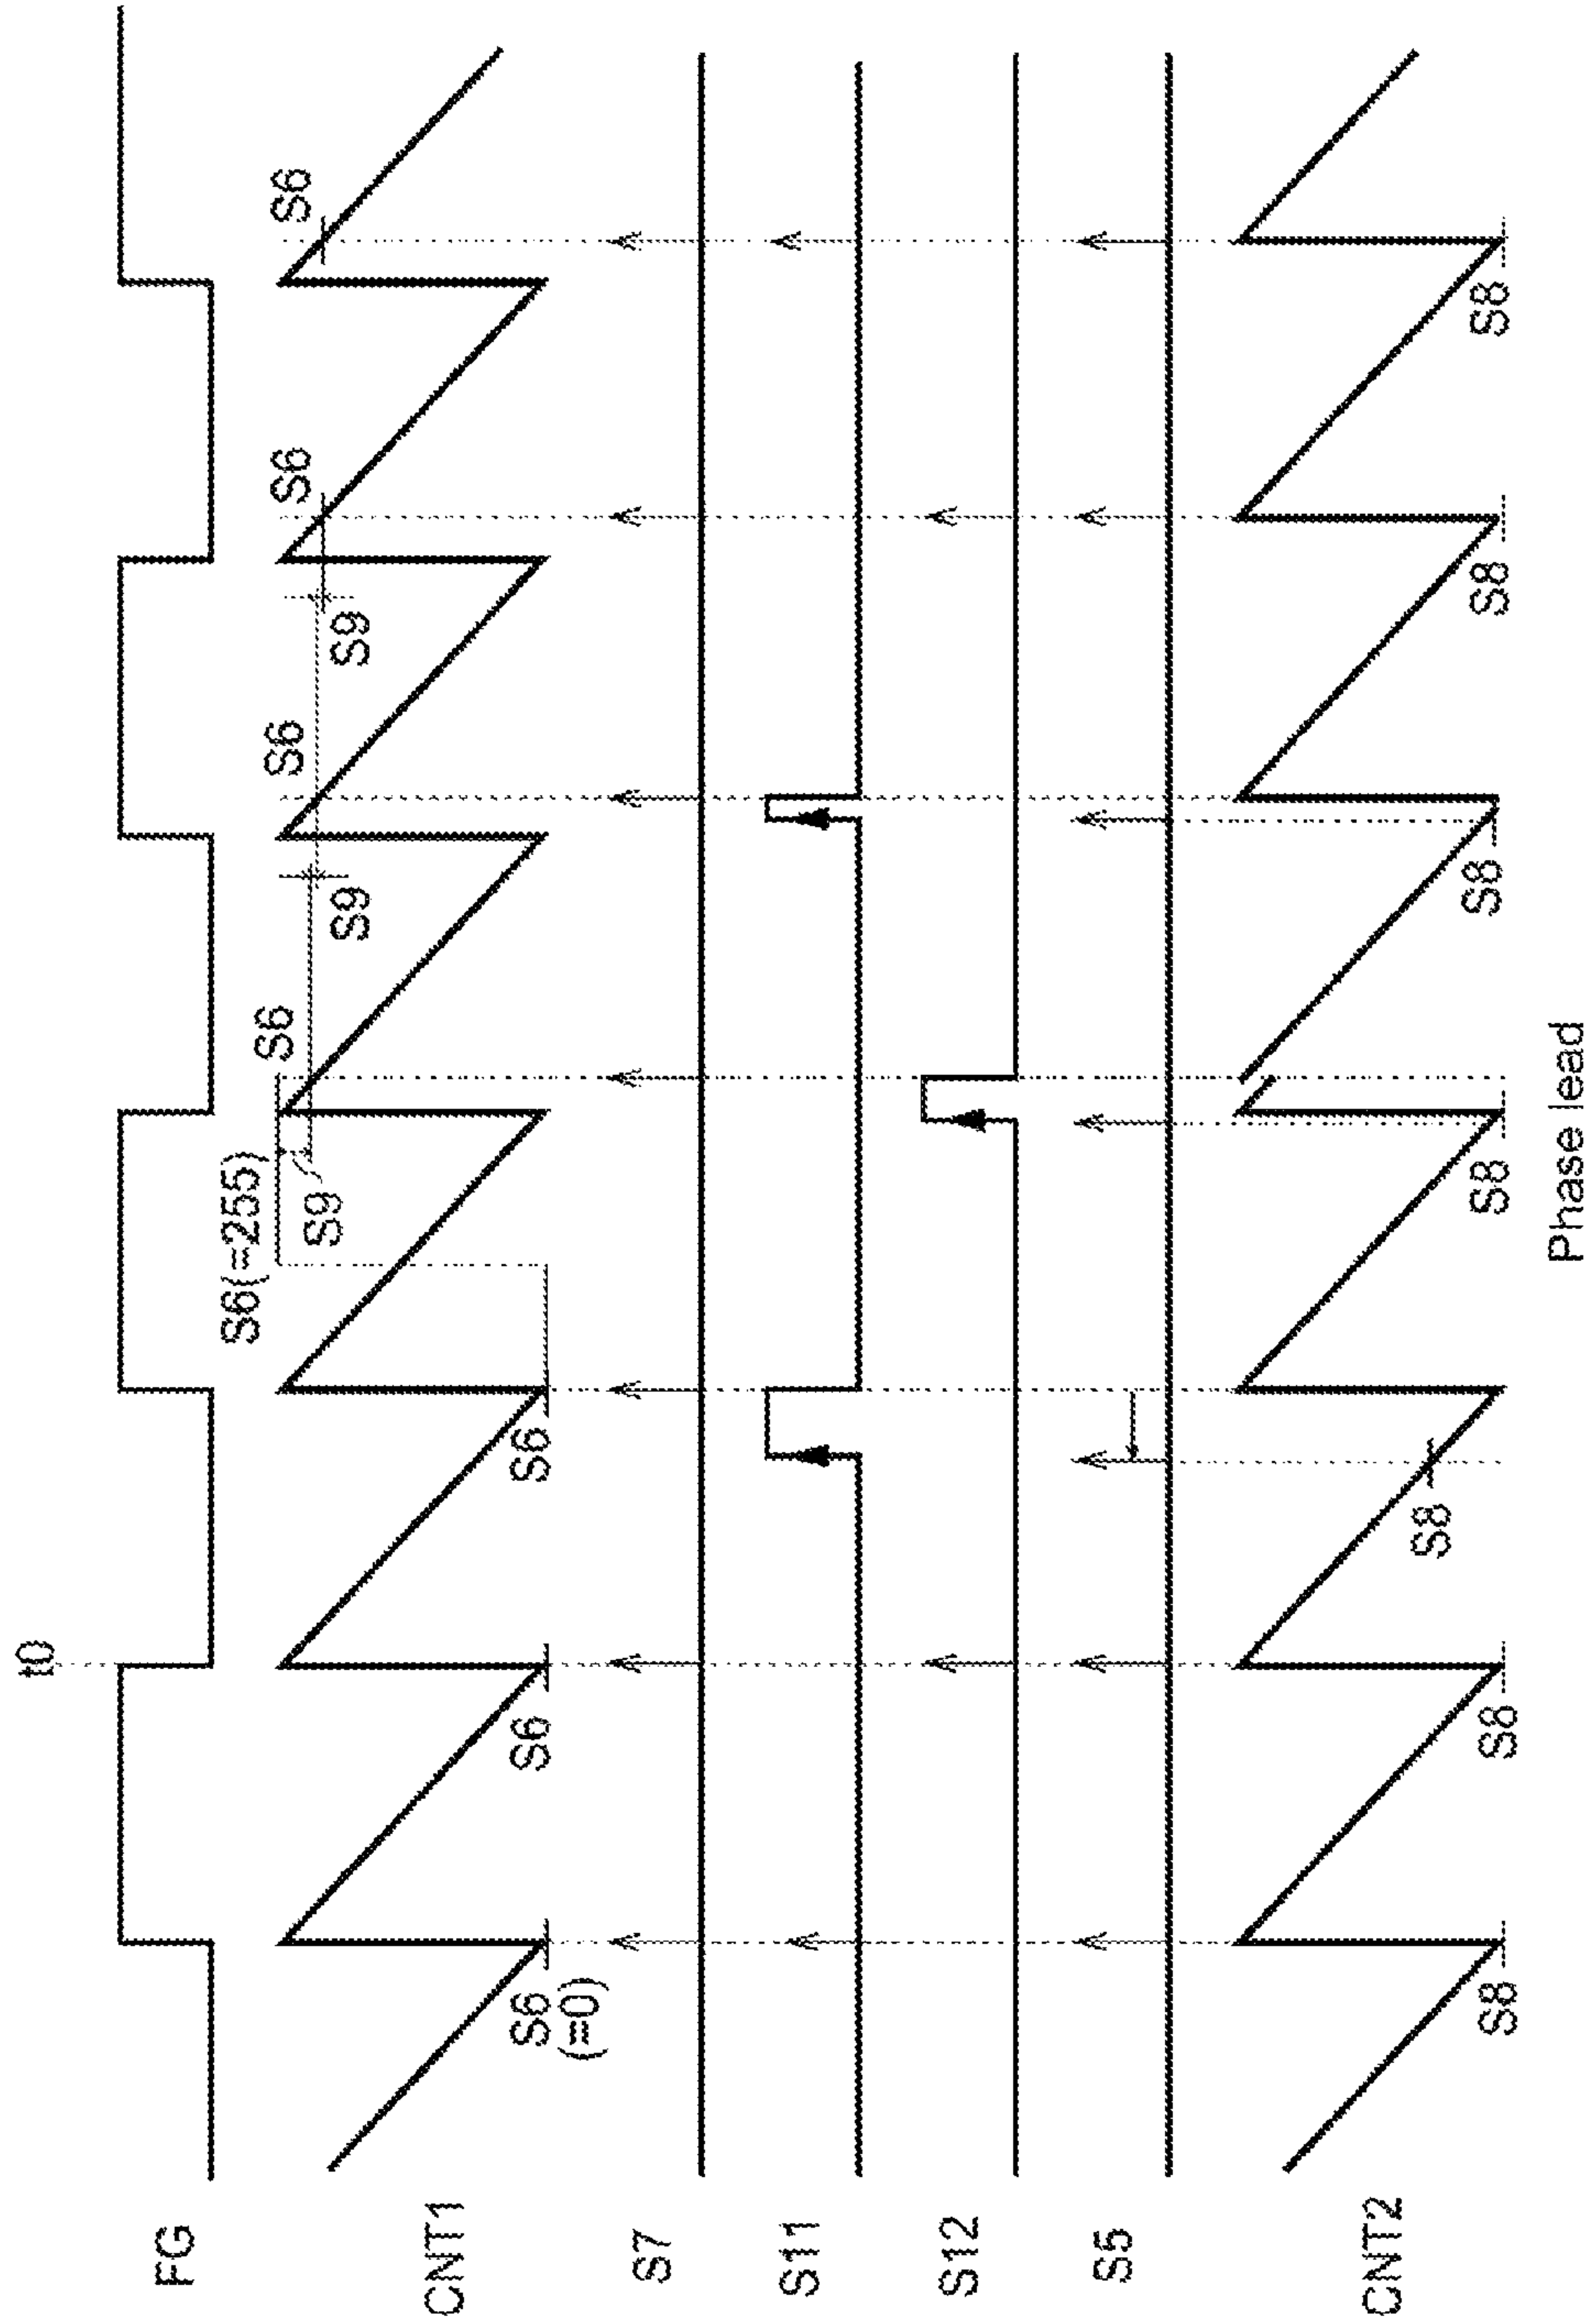 t0
FG
S6(=255)
S6
S6
S6
S6
S9
S9
S9
CNT1
S6
(=0)
S6
S6
S7
S11
S12
S5
CNT2
S8
S8
S8
S8
S8
S8
S8
Phase lead